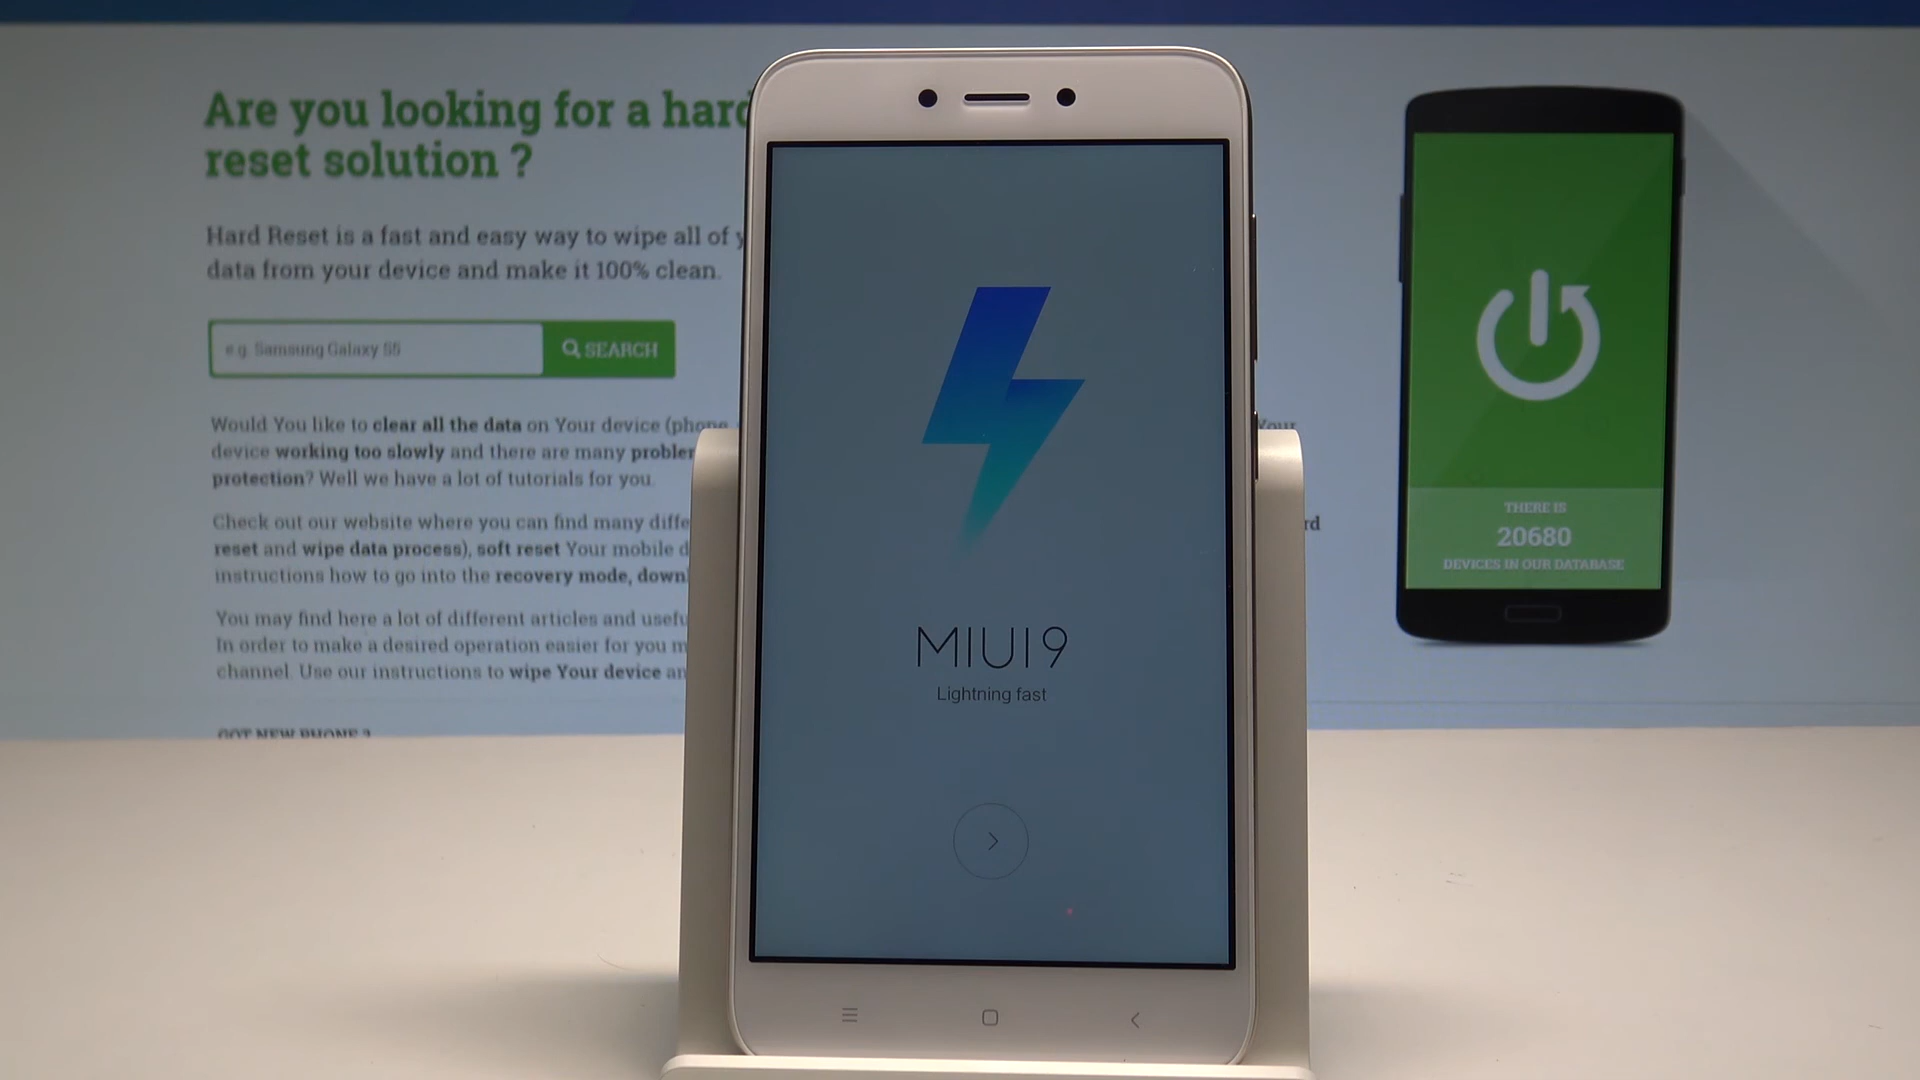 Are you looking for a hard
reset solution ?
Hard Reset is a fast and easy way to wipe all of
data from your device and make it 100% clean.
e.g. Samsung Galaxy S5
SEARCH
Would You like to clear all the data on Your device (phone
device working too slowly and there are many
protection? Well we have a lot of tutorials for you.
Check out our website where you can find many
reset and wipe data process), soft reset Your mobile
instructions how to go into the recovery mode,
You may find here a lot of different articles and
In order to make a desired operation easier for you
channel. Use our instructions to wipe Your device
GOT NEW PHONE ?
MIUI 9
Lightning fast
Your
THERE IS
20680
DEVICES IN OUR DATABASE